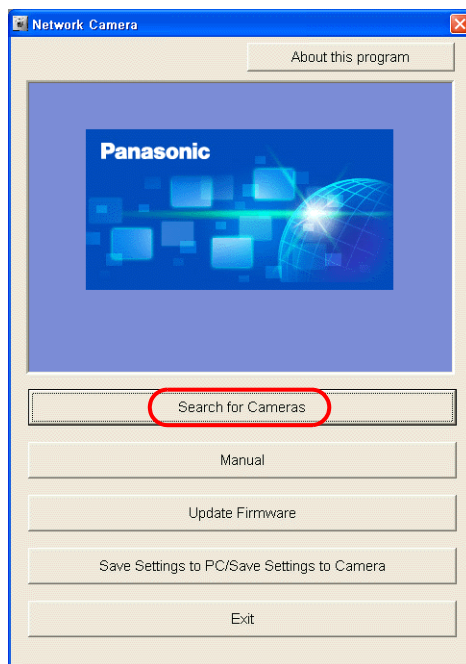 Network Camera
About this program
Panasonic
Search for Cameras
Manual
Update Firmware
Save Settings to PC/Save Settings to Camera
Exit